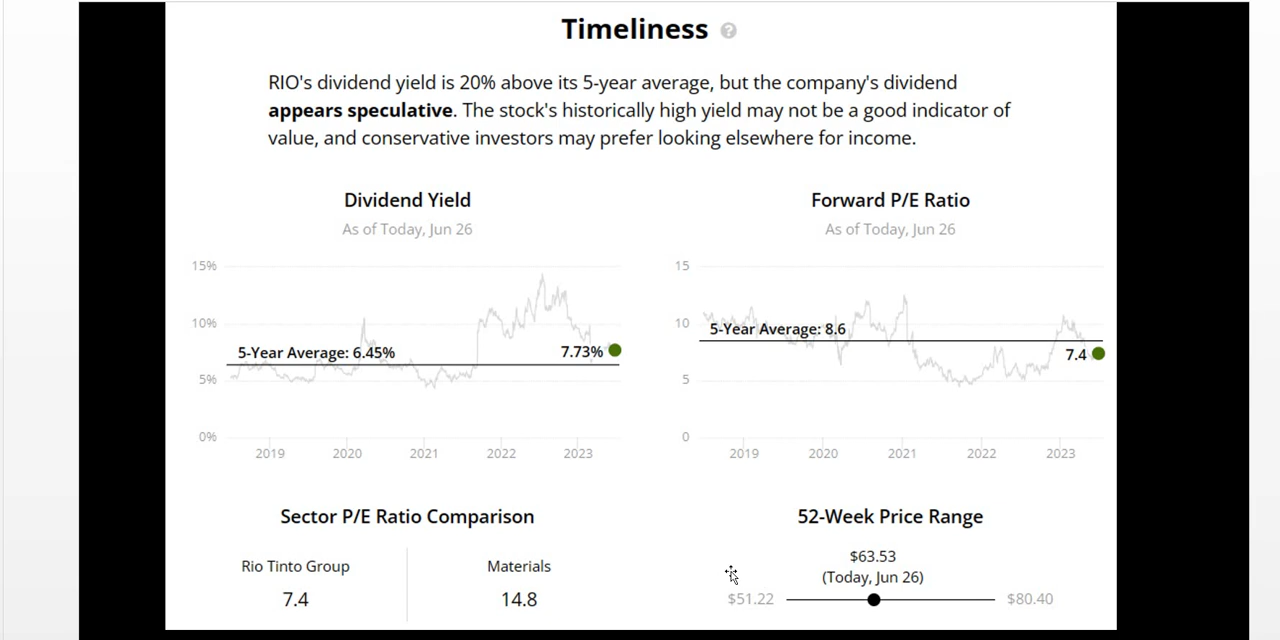 Timeliness ?
RIO's dividend yield is 20% above its 5-year average, but the company's dividend
appears speculative. The stock's historically high yield may not be a good indicator of
value, and conservative investors may prefer looking elsewhere for income.
Dividend Yield
As of Today, Jun 26
15%
10%
5-Year Average: 6.45%
7.73%
5%
0%
2019 2020 2021 2022 2023
Forward P/E Ratio
As of Today, Jun 26
15
10
5-Year Average: 8.6
7.4
5
0
2019 2020 2021 2022 2023
Sector P/E Ratio Comparison
Rio Tinto Group
7.4
Materials
14.8
52-Week Price Range
$63.53
(Today, Jun 26)
$51.22 $80.40